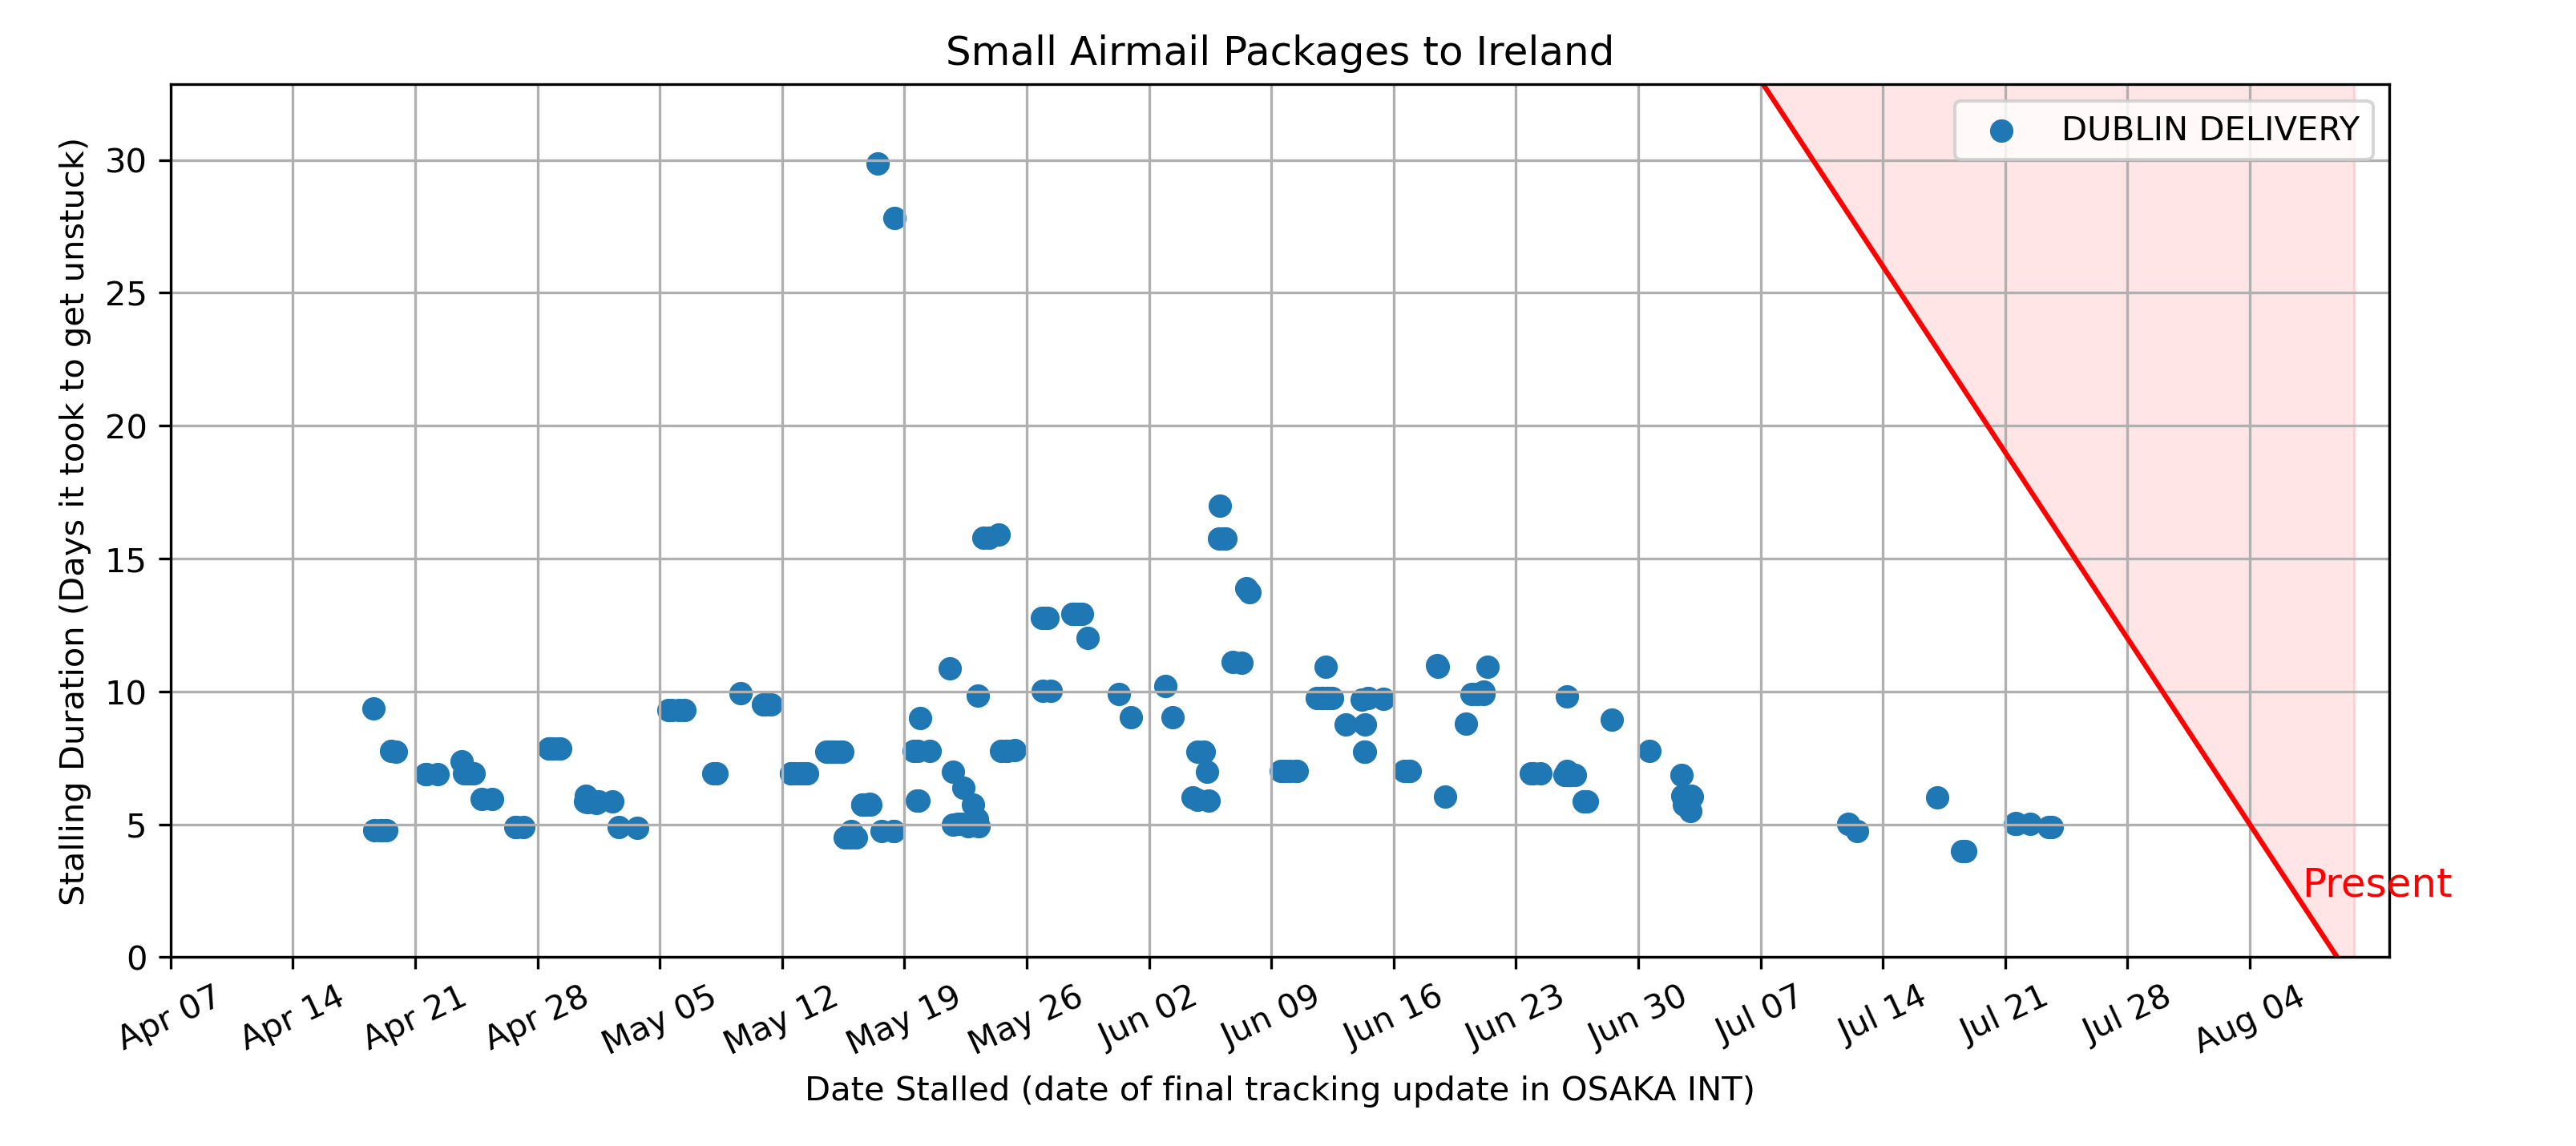 Small Airmail Packages to Ireland
DUBLIN DELIVERY
Stalling Duration (Days it took to get unstuck)
30
25
20
15
10
5
0
Present
Apr 07
Apr 14
Apr 21
Apr 28
May 05
May 12
May 19
May 26
Jun 02
Jun 09
Jun 16
Jun 23
Jun 30
Jul 07
Jul 14
Jul 21
Jul 28
Aug 04
Date Stalled (date of final tracking update in OSAKA INT)